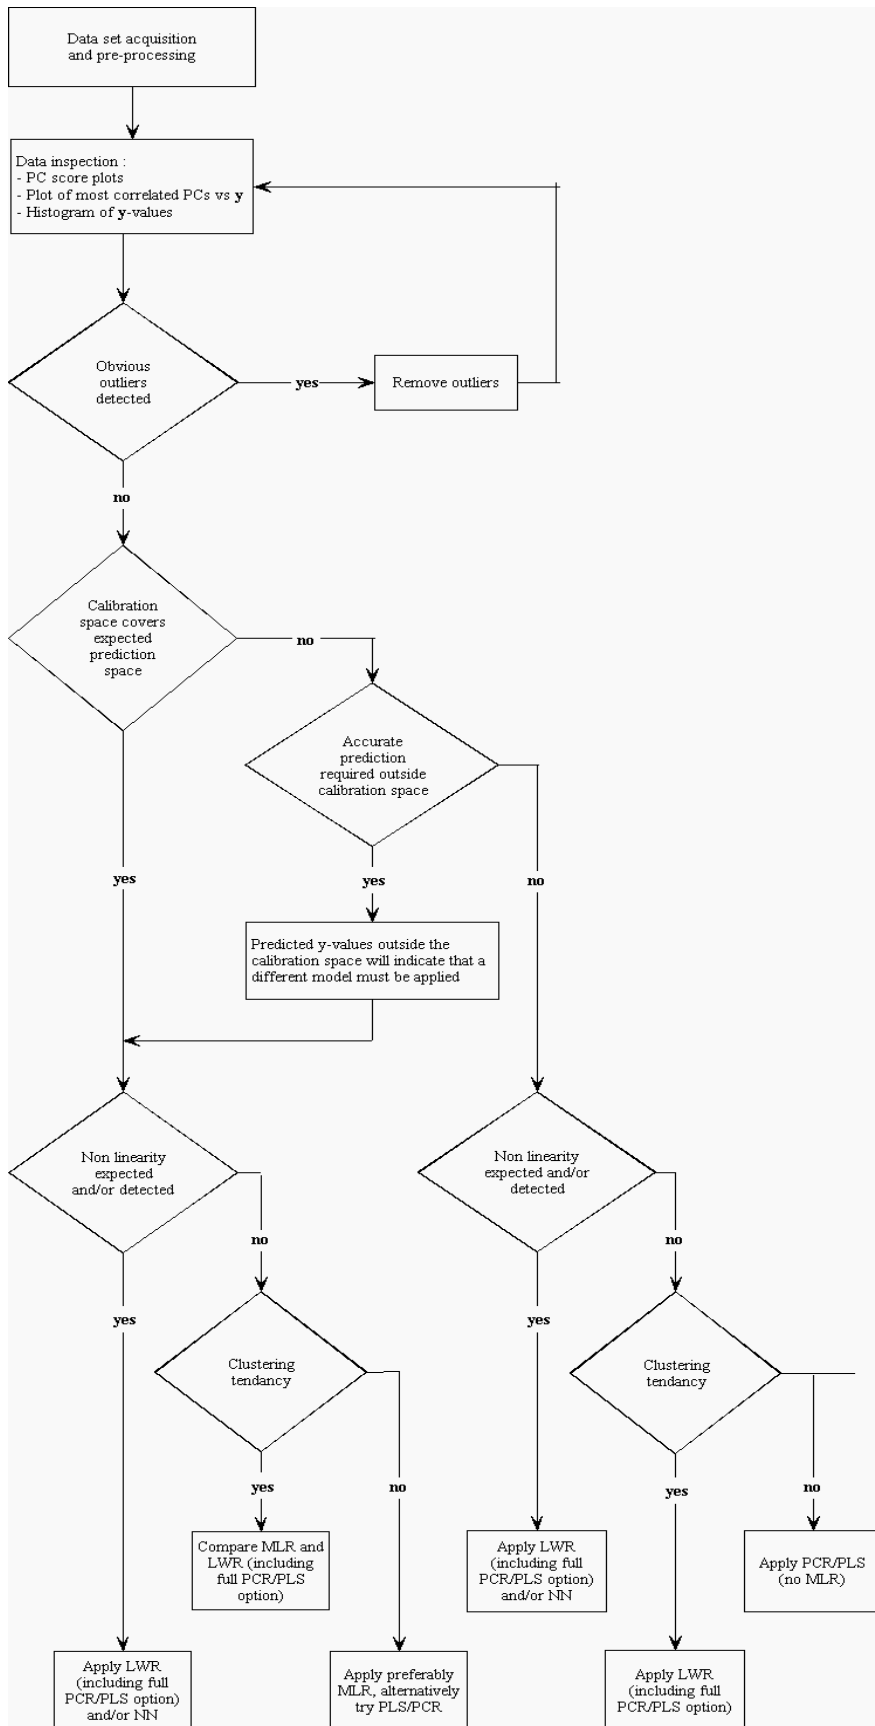 Data set acquisition
and pre-processing
Data inspection :
- PC score plots
- Plot of most correlated PCs vs y
- Histogram of y-values
Obvious
outliers
detected
yes
Remove outliers
no
Calibration
space covers
expected
prediction
space
no
Accurate
prediction
required outside
calibration space
yes
yes
no
Predicted y-values outside the
calibration space will indicate that a
different model must be applied
Non linearity
expected
and/or detected
Non linearity
expected and/or
detected
no
no
yes
yes
Clustering
tendancy
Clustering
tendancy
yes
no
yes
no
Compare MLR and
LWR (including
full PCR/PLS
option)
Apply LWR
(including full
PCR/PLS option)
and/or NN
Apply PCR/PLS
(no MLR)
Apply LWR
(including full
PCR/PLS option)
and/or NN
Apply preferably
MLR, alternatively
try PLS/PCR
Apply LWR
(including full
PCR/PLS option)